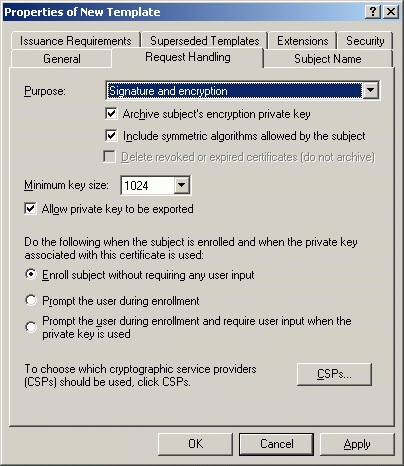 Properties of New Template
Issuance Requirements Superseded Templates Extensions Security
General Request Handling Subject Name
Purpose: Signature and encryption
Archive subject's encryption private key
Include symmetric algorithms allowed by the subject
Delete revoked or expired certificates (do not archive)
Minimum key size: 1024
Allow private key to be exported
Do the following when the subject is enrolled and when the private key
associated with this certificate is used:
Enroll subject without requiring any user input
Prompt the user during enrollment
Prompt the user during enrollment and require user input when the
private key is used
To choose which cryptographic service providers
(CSPs) should be used, click CSPs.
CSPs...
OK Cancel Apply